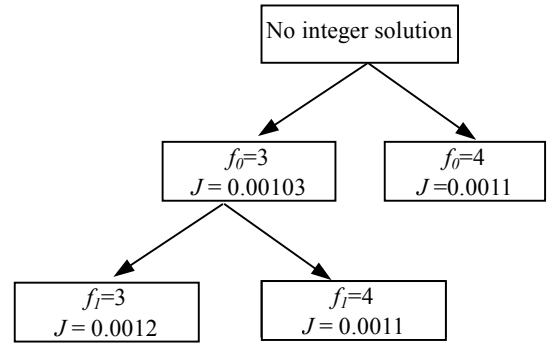 No integer solution
f₀=3
J = 0.00103
f₀=4
J =0.0011
f₁=3
J = 0.0012
f₁=4
J = 0.0011